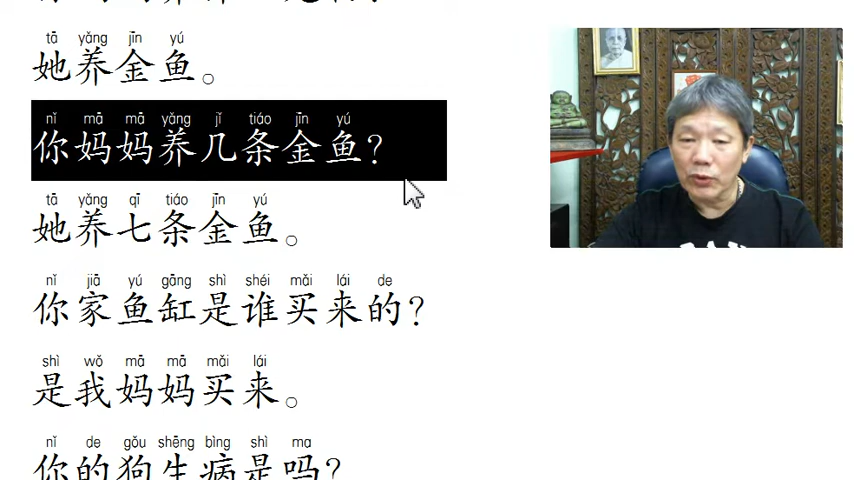 tā yǎng jīn yú
她养金鱼。
nǐ mā mā yǎng jǐ tiáo jīn yú
你妈妈养几条金鱼?
tā yǎng qī tiáo jīn yú
她养七条金鱼。
nǐ jiā yú gāng shì shéi mǎi lái de
你家鱼缸是谁买来的?
shì wǒ mā mā mǎi lái
是我妈妈买来。
nǐ de gǒu shēng bìng shì ma
你的狗生病是吗?